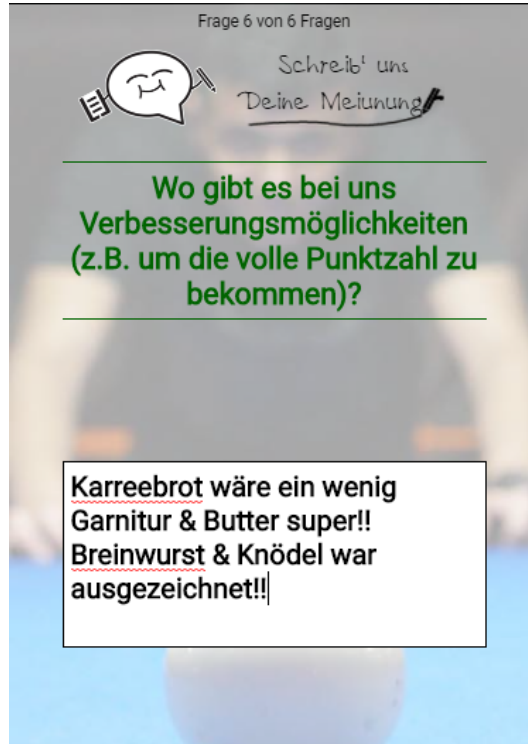 Frage 6 von 6 Fragen
Schreib' uns
Deine Meiunung
Wo gibt es bei uns
Verbesserungsmöglichkeiten
(z.B. um die volle Punktzahl zu
bekommen)?
Karreebrot wäre ein wenig
Garnitur & Butter super!!
Breinwurst & Knödel war
ausgezeichnet!!